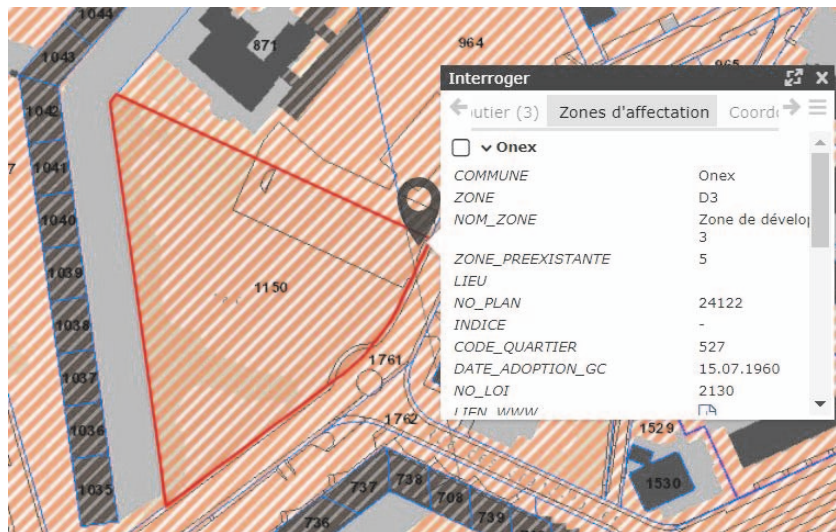 1044
871
964
1043
965
Interroger
utier (3) Zones d'affectation Coord
1042
Onex
COMMUNE Onex
ZONE D3
NOM_ZONE Zone de dévelo
3
7
1041
1040
ZONE_PREEXISTANTE 5
LIEU
1039
1150
NO_PLAN 24122
INDICE -
1038
CODE_QUARTIER 527
1761
DATE_ADOPTION_GC 15.07.1960
1037
NO_LOI 2130
LIEN_WWW
1036
1762
1529
1035
737
738
708
1530
736
739